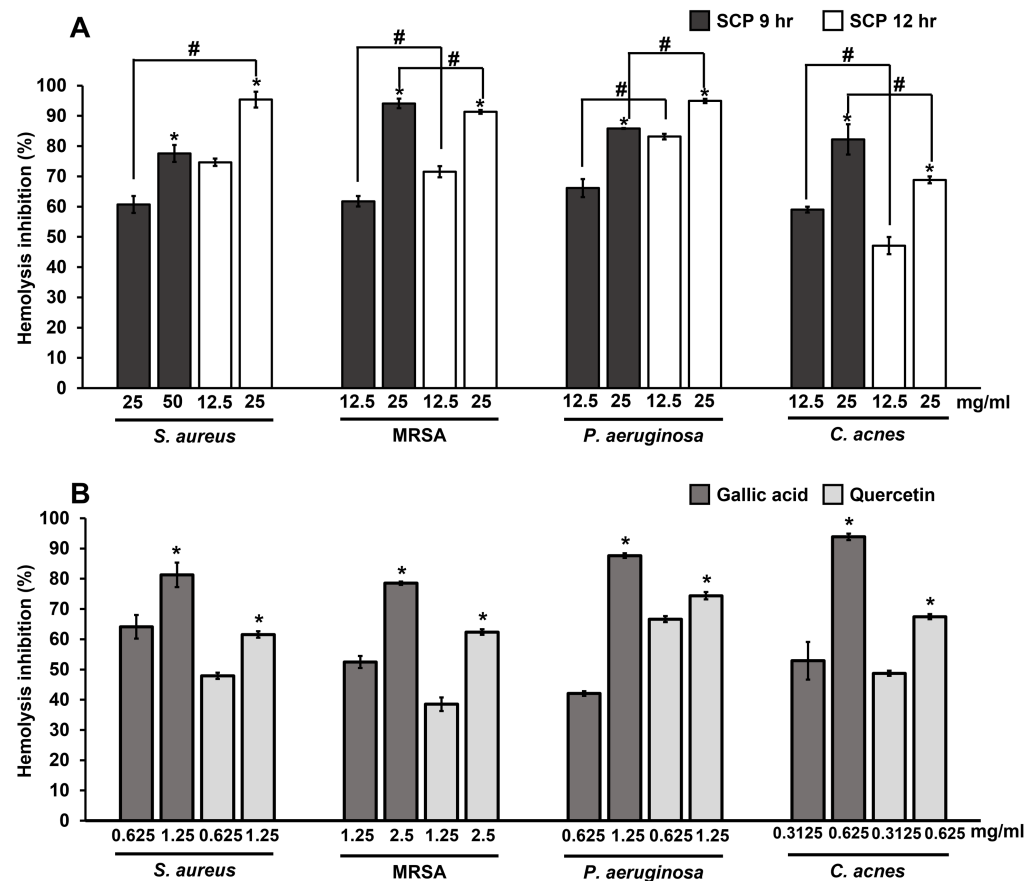 A
SCP 9 hr SCP 12 hr
# # # # # # #
* * * * * * * *
Hemolysis inhibition (%)
100
90
80
70
60
50
40
30
20
10
0
25 50 12.5 25 12.5 25 12.5 25 12.5 25 12.5 25 12.5 25 12.5 25 mg/ml
S. aureus MRSA P. aeruginosa C. acnes
B
Gallic acid Quercetin
* * * * * * * *
Hemolysis inhibition (%)
100
90
80
70
60
50
40
30
20
10
0
0.625 1.25 0.625 1.25 1.25 2.5 1.25 2.5 0.625 1.25 0.625 1.25 0.3125 0.625 0.3125 0.625 mg/ml
S. aureus MRSA P. aeruginosa C. acnes